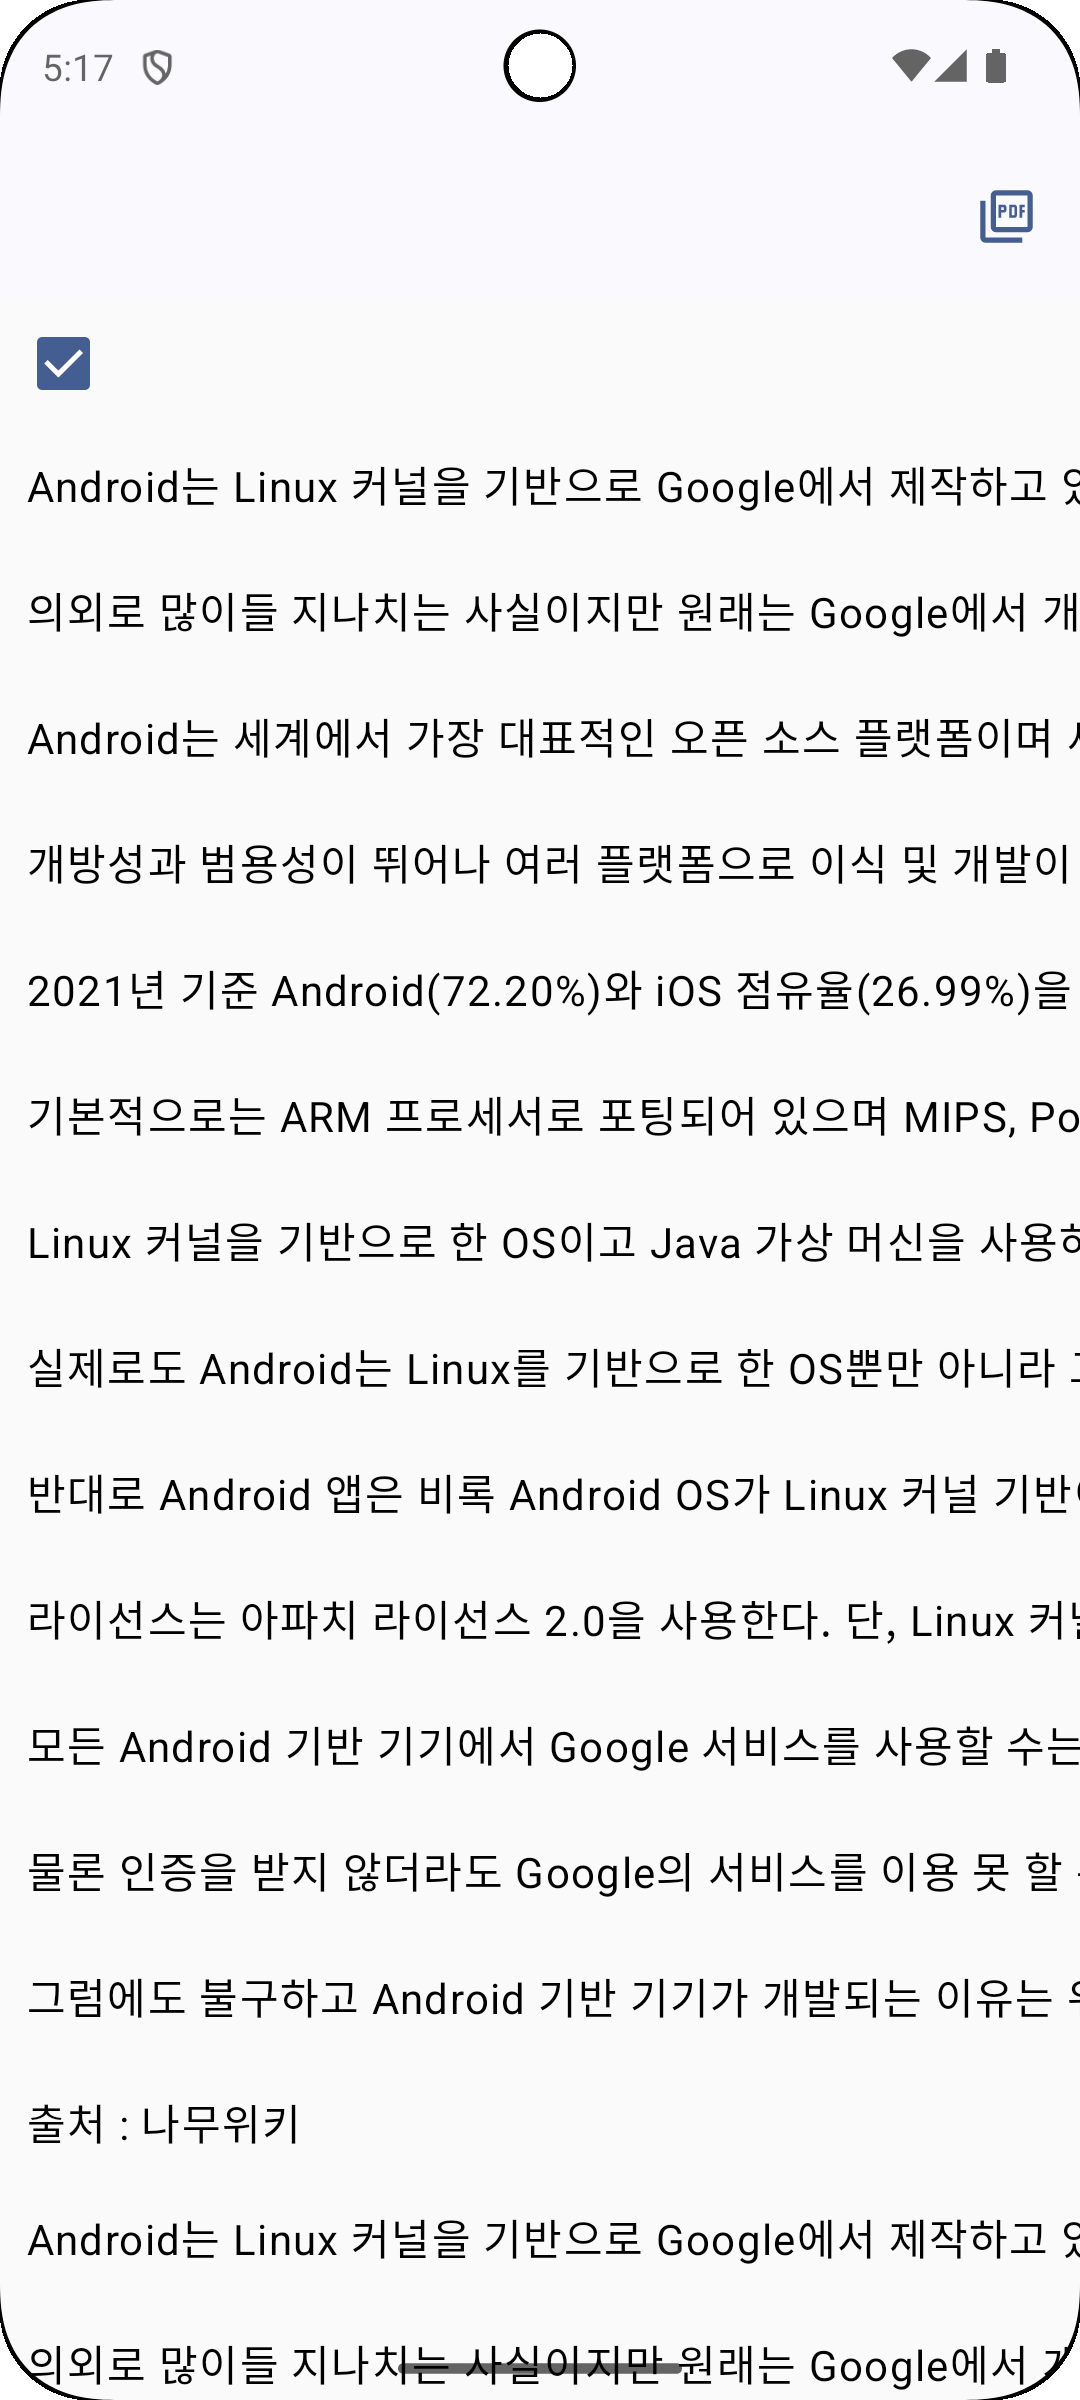 5:17
PDF
Android는 Linux 커널을 기반으로 Google에서 제작하고
의외로 많이들 지나치는 사실이지만 원래는 Google에서
Android는 세계에서 가장 대표적인 오픈 소스 플랫폼이며
개방성과 범용성이 뛰어나 여러 플랫폼으로 이식 및 개발이
2021년 기준 Android(72.20%)와 iOS 점유율(26.99%)을
기본적으로는 ARM 프로세서로 포팅되어 있으며 MIPS, Po
Linux 커널을 기반으로 한 OS이고 Java 가상 머신을 사용
실제로도 Android는 Linux를 기반으로 한 OS뿐만 아니라
반대로 Android 앱은 비록 Android OS가 Linux 커널 기반
라이선스는 아파치 라이선스 2.0을 사용한다. 단, Linux
모든 Android 기반 기기에서 Google 서비스를 사용할 수는
물론 인증을 받지 않더라도 Google의 서비스를 이용 못 할
그럼에도 불구하고 Android 기반 기기가 개발되는 이유는
출처 : 나무위키
Android는 Linux 커널을 기반으로 Google에서 제작하고
의외로 많이들 지나치는 사실이지만 원래는 Google에서